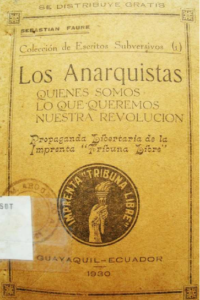 SE DISTRIBUYE GRATIS
SEBASTIAN FAURE
Colección de Escritos Subversivos (1)
Los Anarquistas
QUIENES SOMOS
LO QUE QUEREMOS
NUESTRA REVOLUCION
Propaganda Libertaria de la
Imprenta "Tribuna Libre"
IMPRENTA "TRIBUNA LIBRE"
GUAYAQUIL-ECUADOR
1930